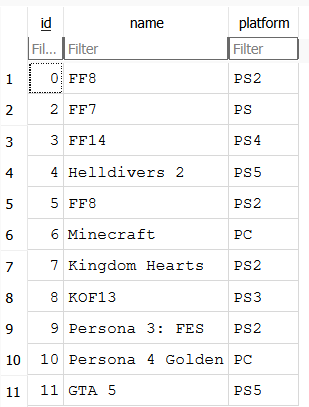 id name platform
Fil... Filter Filter
1 0 FF8 PS2
2 2 FF7 PS
3 3 FF14 PS4
4 4 Helldivers 2 PS5
5 5 FF8 PS2
6 6 Minecraft PC
7 7 Kingdom Hearts PS2
8 8 KOF13 PS3
9 9 Persona 3: FES PS2
10 10 Persona 4 Golden PC
11 11 GTA 5 PS5